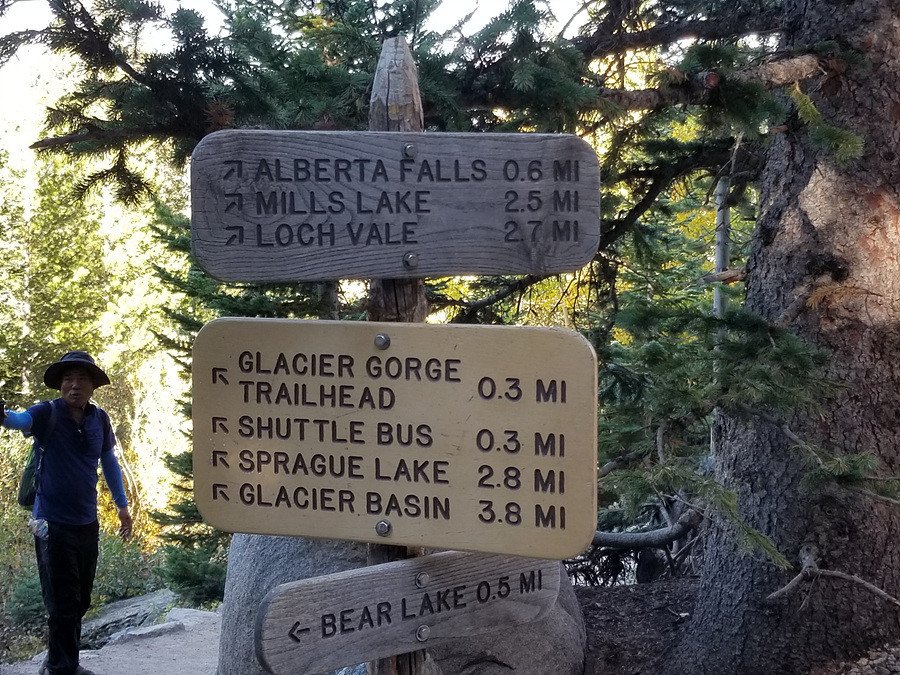 ↗ ALBERTA FALLS 0.6 MI
↗ MILLS LAKE 2.5 MI
↗ LOCH VALE 2.7 MI
↖ GLACIER GORGE
TRAILHEAD 0.3 MI
↖ SHUTTLE BUS 0.3 MI
↖ SPRAGUE LAKE 2.8 MI
↖ GLACIER BASIN 3.8 MI
← BEAR LAKE 0.5 MI